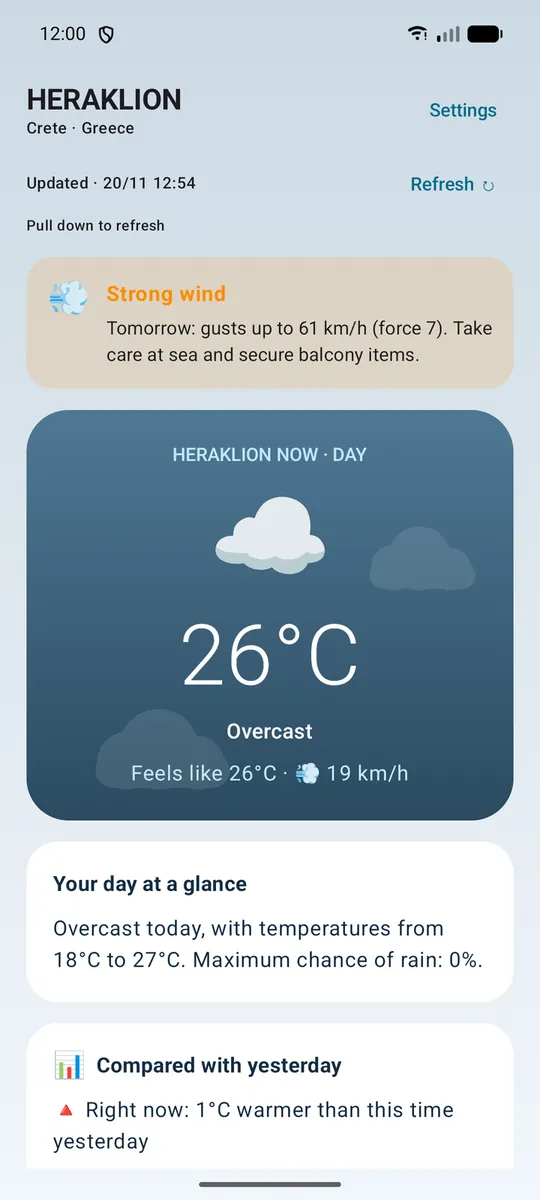 12:00
HERAKLION
Crete · Greece
Settings
Updated · 20/11 12:54
Refresh ↻
Pull down to refresh
Strong wind
Tomorrow: gusts up to 61 km/h (force 7). Take
care at sea and secure balcony items.
HERAKLION NOW · DAY
26°C
Overcast
Feels like 26°C · 💨 19 km/h
Your day at a glance
Overcast today, with temperatures from
18°C to 27°C. Maximum chance of rain: 0%.
📊 Compared with yesterday
🔺 Right now: 1°C warmer than this time
yesterday